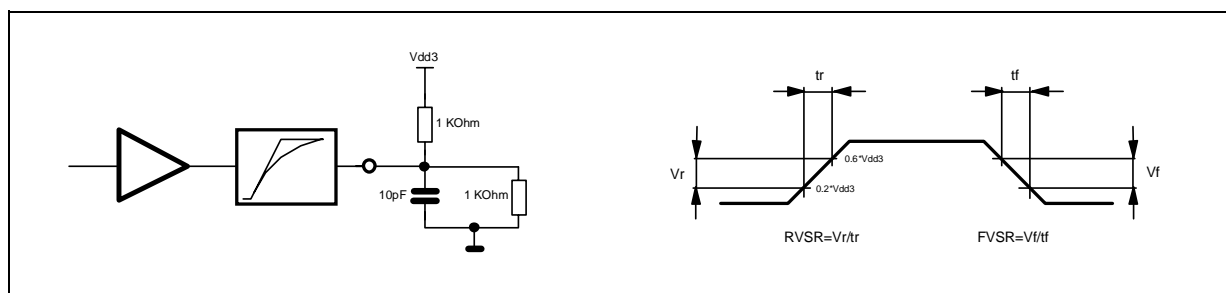 Vdd3
1 KOhm
10pF
1 KOhm
tr
tf
Vr
0.6*Vdd3
0.2*Vdd3
Vf
RVSR=Vr/tr
FVSR=Vf/tf